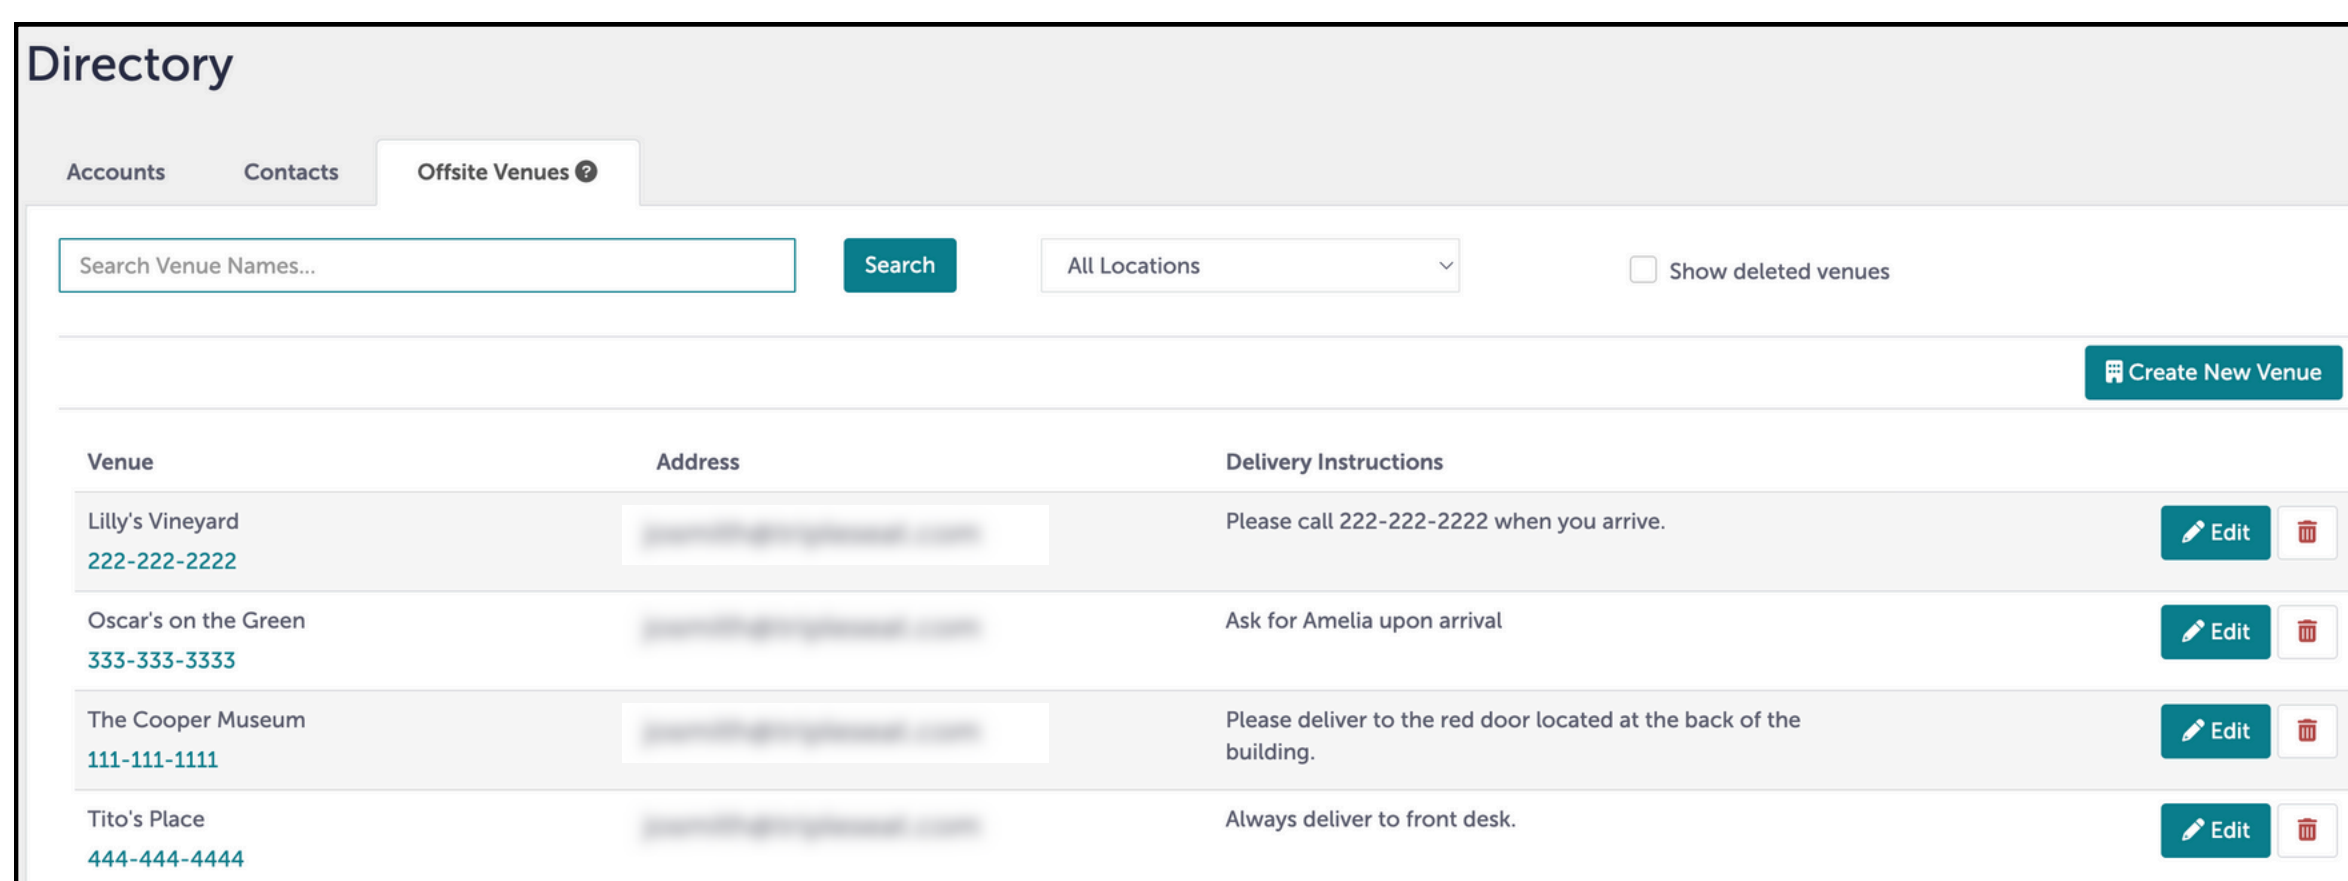 Directory
Accounts
Contacts
Offsite Venues ?
Search Venue Names...
Search
All Locations
Show deleted venues
Create New Venue
Venue
Address
Delivery Instructions
Lilly's Vineyard
222-222-2222
Please call 222-222-2222 when you arrive.
Edit
Oscar's on the Green
333-333-3333
Ask for Amelia upon arrival
Edit
The Cooper Museum
111-111-1111
Please deliver to the red door located at the back of the
building.
Edit
Tito's Place
444-444-4444
Always deliver to front desk.
Edit